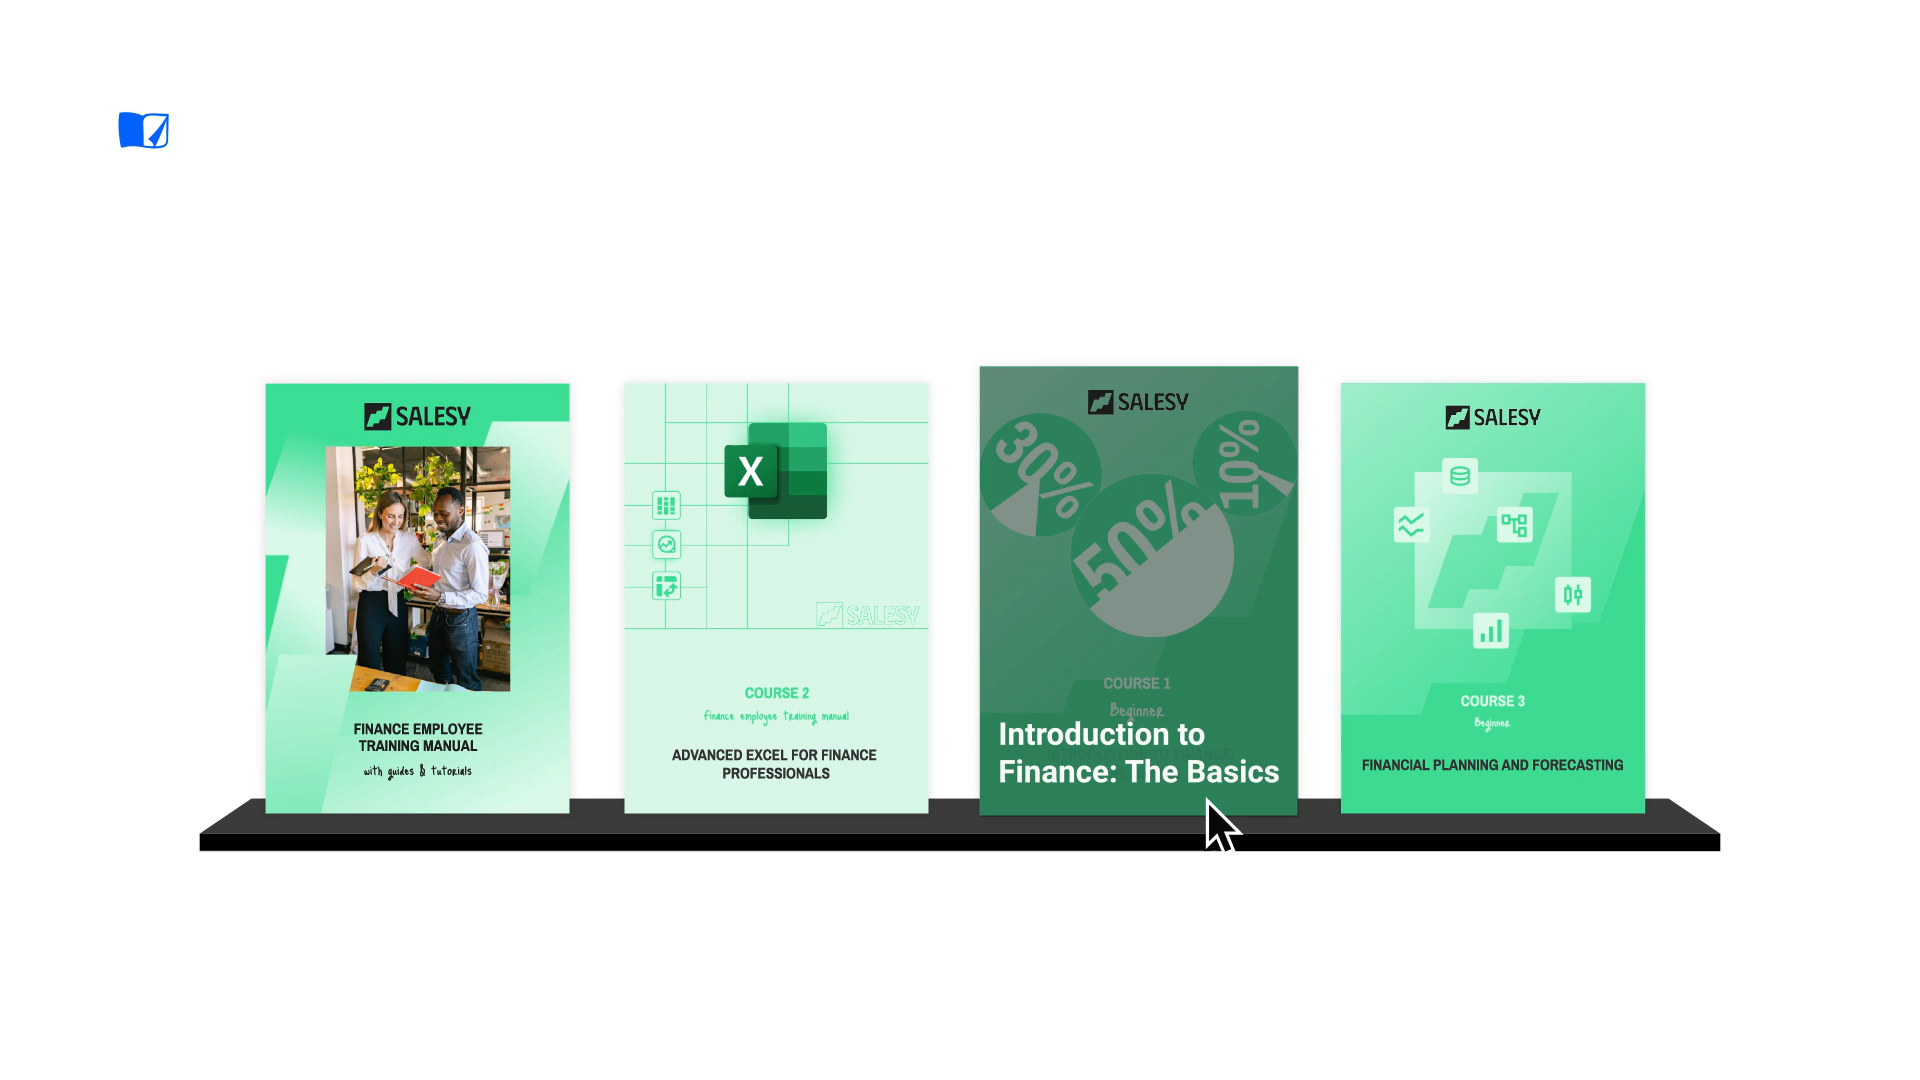 SALESY
FINANCE EMPLOYEE
TRAINING MANUAL
with guides & tutorials
X
SALESY
COURSE 2
finance employee training manual
ADVANCED EXCEL FOR FINANCE
PROFESSIONALS
SALESY
30%
10%
50%
COURSE 1
Beginner
Introduction to
Finance: The Basics
SALESY
COURSE 3
Beginner
FINANCIAL PLANNING AND FORECASTING